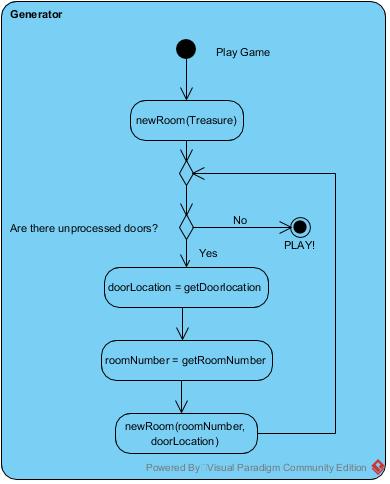 Generator
Play Game
newRoom(Treasure)
Are there unprocessed doors?
No
PLAY!
Yes
doorLocation = getDoorlocation
roomNumber = getRoomNumber
newRoom(roomNumber,
doorLocation)
Powered By Visual Paradigm Community Edition